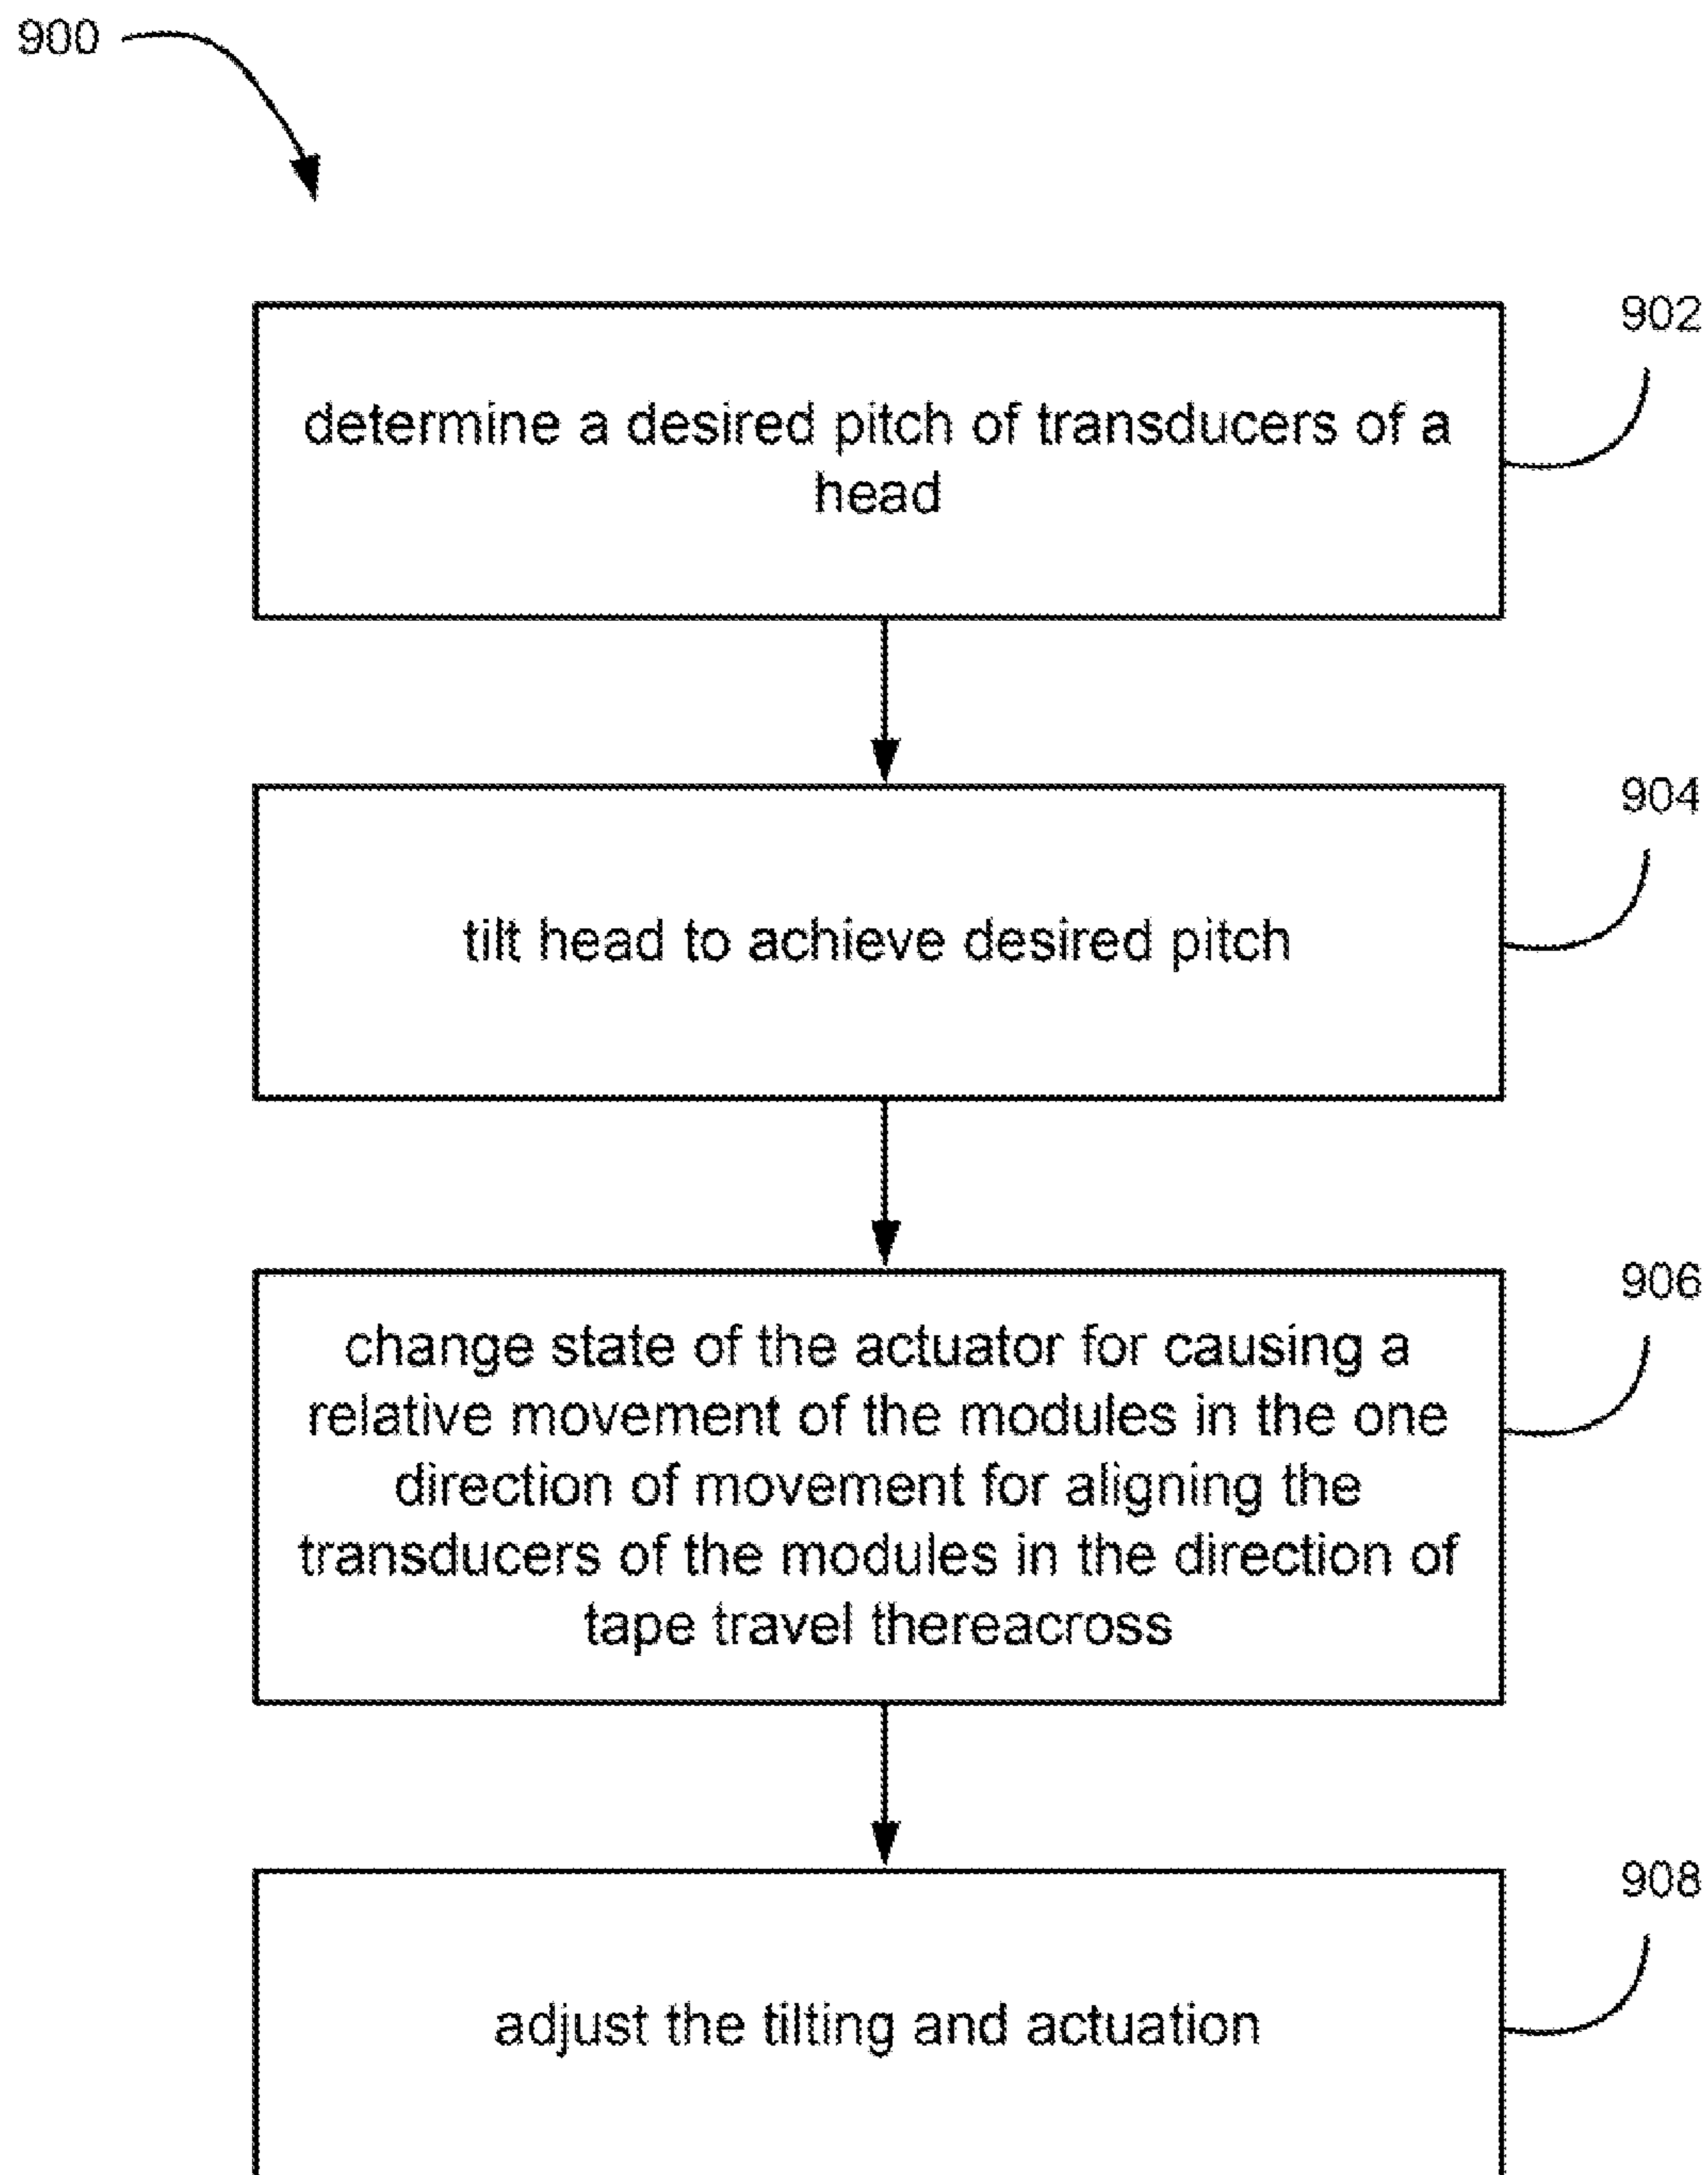 900
902
determine a desired pitch of transducers of a
head
904
tilt head to achieve desired pitch
906
change state of the actuator for causing a
relative movement of the modules in the one
direction of movement for aligning the
transducers of the modules in the direction of
tape travel thereacross
908
adjust the tilting and actuation